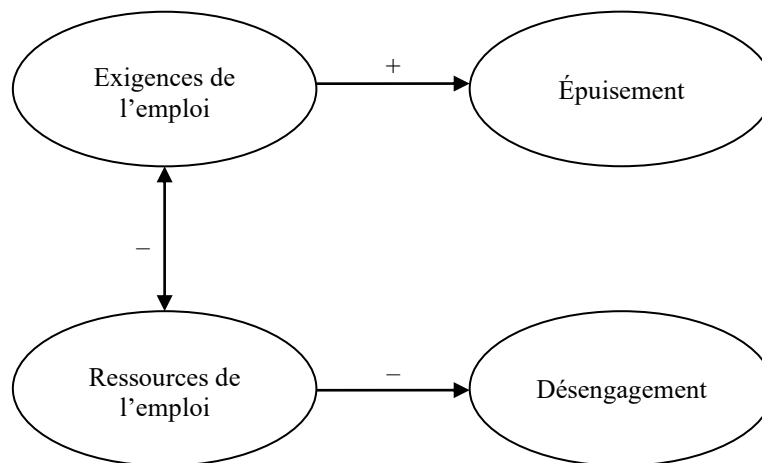 Exigences de
l’emploi
+
Épuisement
–
Ressources de
l’emploi
–
Désengagement